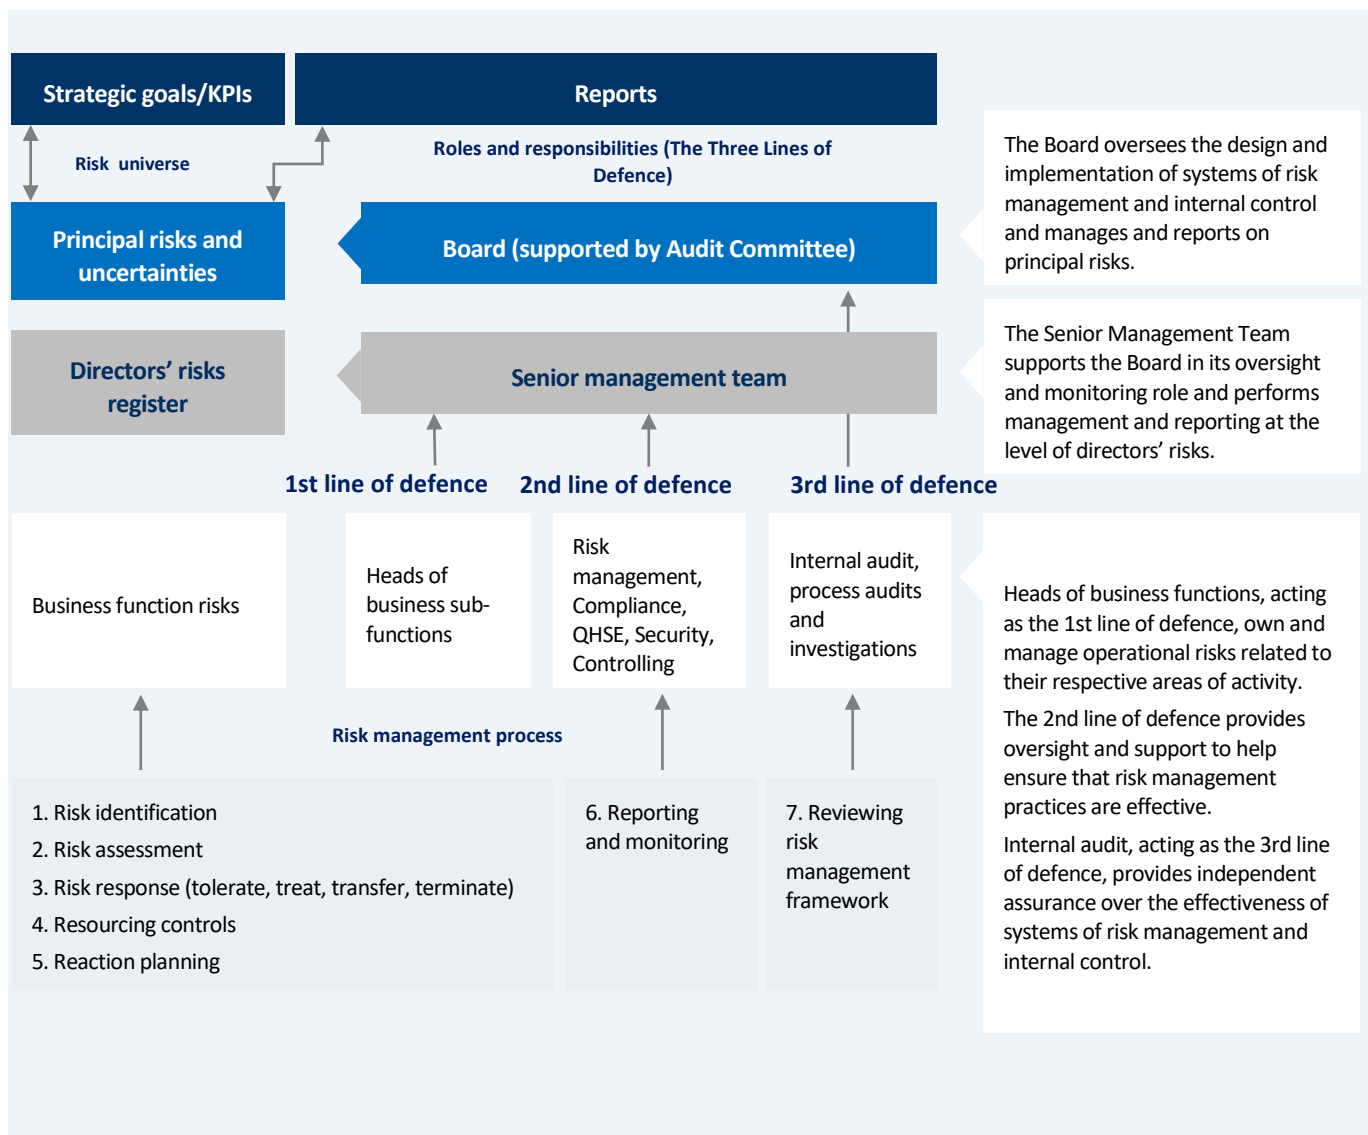 Strategic goals/KPIs
Reports
Risk universe
Roles and responsibilities (The Three Lines of
Defence)
Principal risks and
uncertainties
Board (supported by Audit Committee)
The Board oversees the design and
implementation of systems of risk
management and internal control
and manages and reports on
principal risks.
Directors’ risks
register
Senior management team
The Senior Management Team
supports the Board in its oversight
and monitoring role and performs
management and reporting at the
level of directors’ risks.
1st line of defence
2nd line of defence
3rd line of defence
Business function risks
Heads of
business sub-
functions
Risk
management,
Compliance,
QHSE, Security,
Controlling
Internal audit,
process audits
and
investigations
Heads of business functions, acting
as the 1st line of defence, own and
manage operational risks related to
their respective areas of activity.
The 2nd line of defence provides
oversight and support to help
ensure that risk management
practices are effective.
Internal audit, acting as the 3rd line
of defence, provides independent
assurance over the effectiveness of
systems of risk management and
internal control.
Risk management process
1. Risk identification
2. Risk assessment
3. Risk response (tolerate, treat, transfer, terminate)
4. Resourcing controls
5. Reaction planning
6. Reporting
and monitoring
7. Reviewing
risk
management
framework